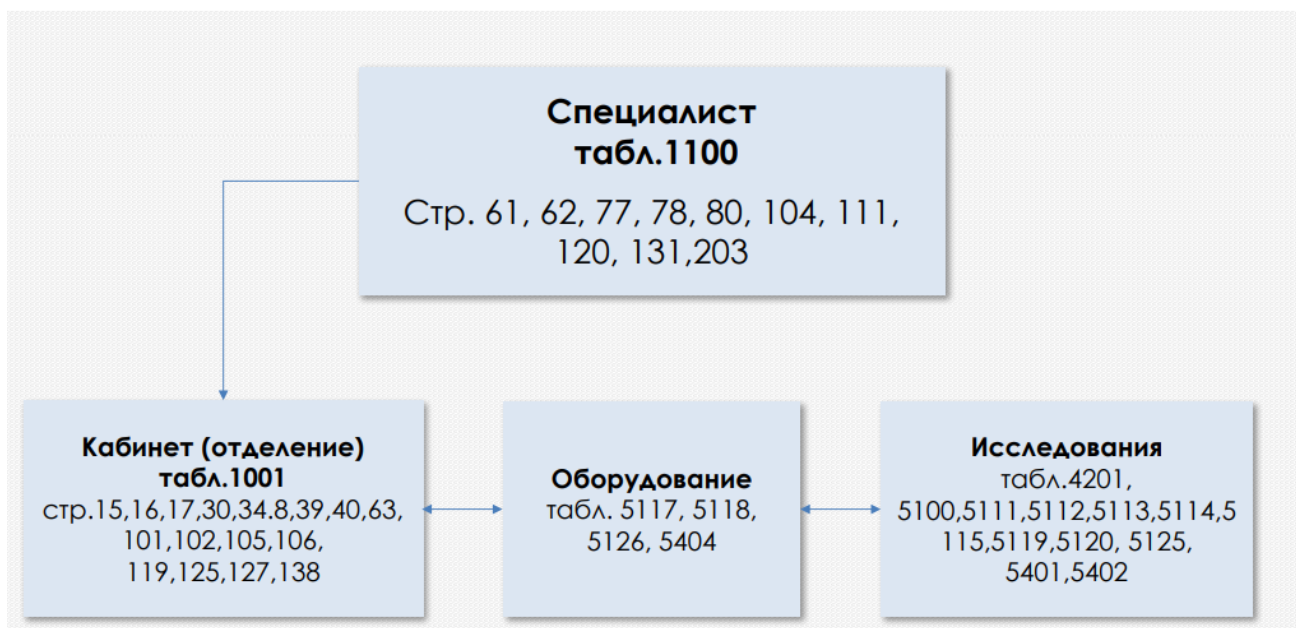 Специалист
табл.1100
Стр. 61, 62, 77, 78, 80, 104, 111,
120, 131,203
Кабинет (отделение)
табл.1001
стр.15,16,17,30,34.8,39,40,63,
101,102,105,106,
119,125,127,138
Оборудование
табл. 5117, 5118,
5126, 5404
Исследования
табл.4201,
5100,5111,5112,5113,5114,5
115,5119,5120, 5125,
5401,5402